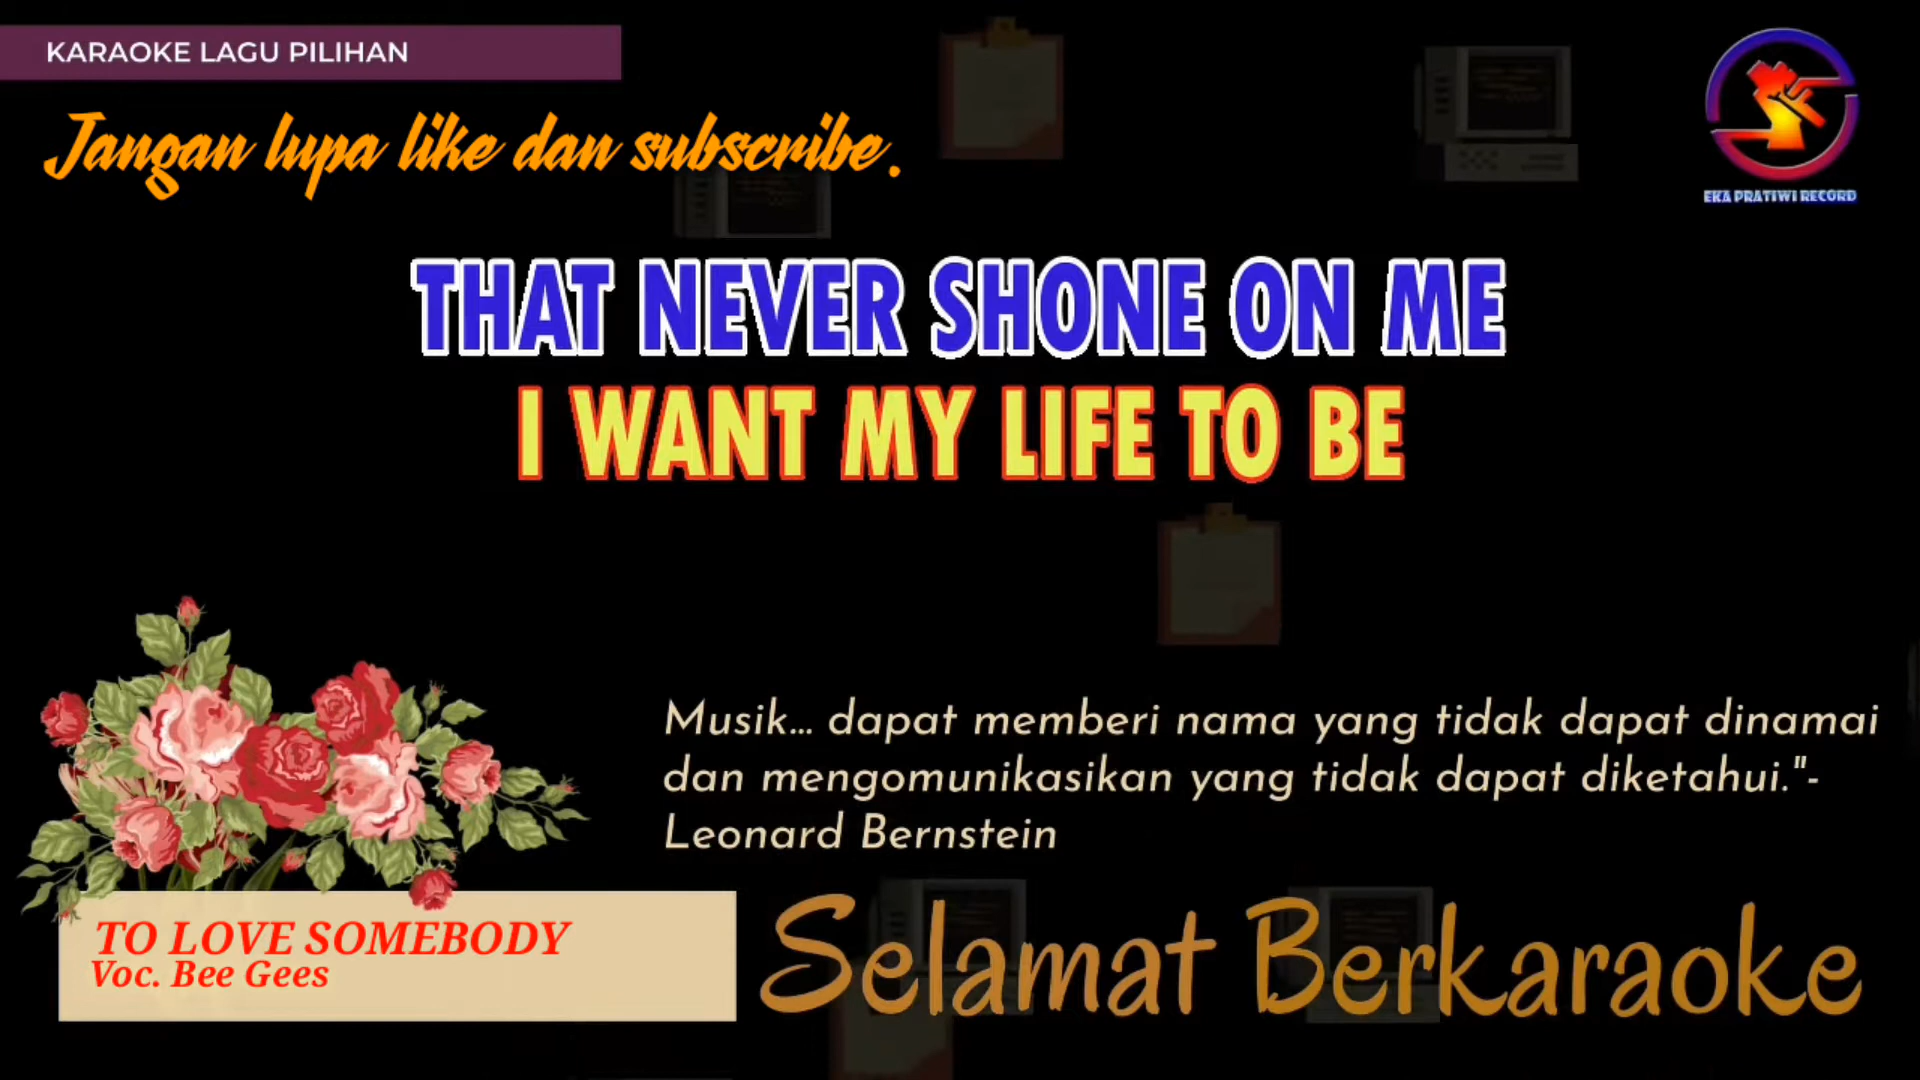 KARAOKE LAGU PILIHAN
Jangan lupa like dan subscribe.
EKA PRATIWI RECORD
THAT NEVER SHONE ON ME
I WANT MY LIFE TO BE
Musik... dapat memberi nama yang tidak dapat dinamai
dan mengomunikasikan yang tidak dapat diketahui."-
Leonard Bernstein
TO LOVE SOMEBODY
Voc. Bee Gees
Selamat Berkaraoke